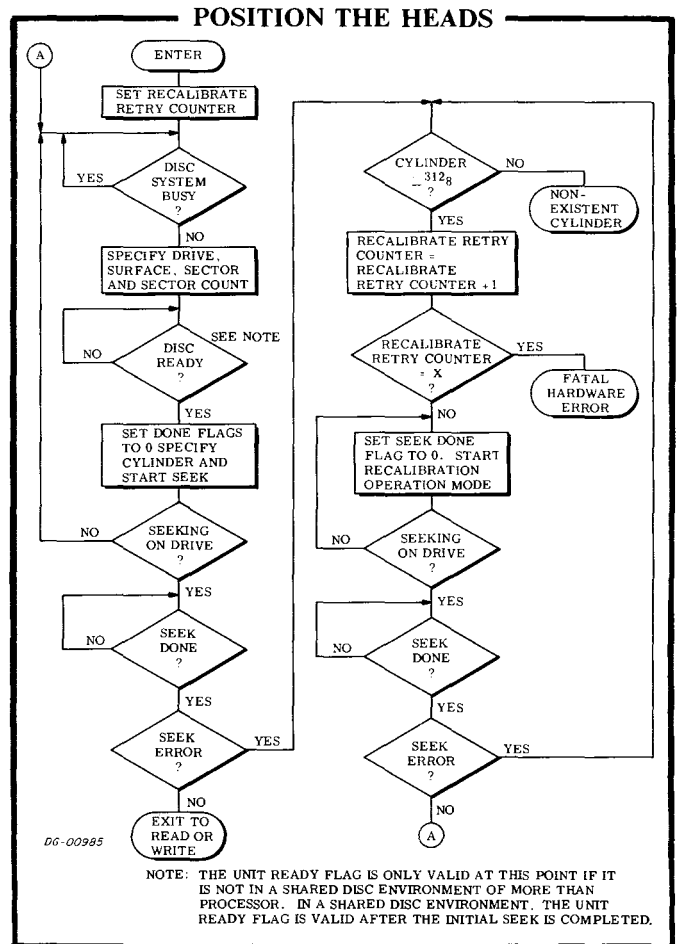 POSITION THE HEADS
A
ENTER
SET RECALIBRATE
RETRY COUNTER
YES
DISC
SYSTEM
BUSY
?
NO
SPECIFY DRIVE,
SURFACE, SECTOR
AND SECTOR COUNT
SEE NOTE
NO
DISC
READY
?
YES
SET DONE FLAGS
TO 0 SPECIFY
CYLINDER AND
START SEEK
NO
SEEKING
ON DRIVE
?
YES
NO
SEEK
DONE
?
YES
SEEK
ERROR
?
YES
NO
EXIT TO
READ OR
WRITE
CYLINDER
≤ 312₈
?
NO
NON-
EXISTENT
CYLINDER
YES
RECALIBRATE RETRY
COUNTER =
RECALIBRATE
RETRY COUNTER +1
RECALIBRATE
RETRY COUNTER
= X
?
YES
FATAL
HARDWARE
ERROR
NO
SET SEEK DONE
FLAG TO 0. START
RECALIBRATION
OPERATION MODE
NO
SEEKING
ON DRIVE
?
YES
NO
SEEK
DONE
?
YES
SEEK
ERROR
?
YES
NO
A
DG-00985
NOTE: THE UNIT READY FLAG IS ONLY VALID AT THIS POINT IF IT
IS NOT IN A SHARED DISC ENVIRONMENT OF MORE THAN
PROCESSOR. IN A SHARED DISC ENVIRONMENT, THE UNIT
READY FLAG IS VALID AFTER THE INITIAL SEEK IS COMPLETED.